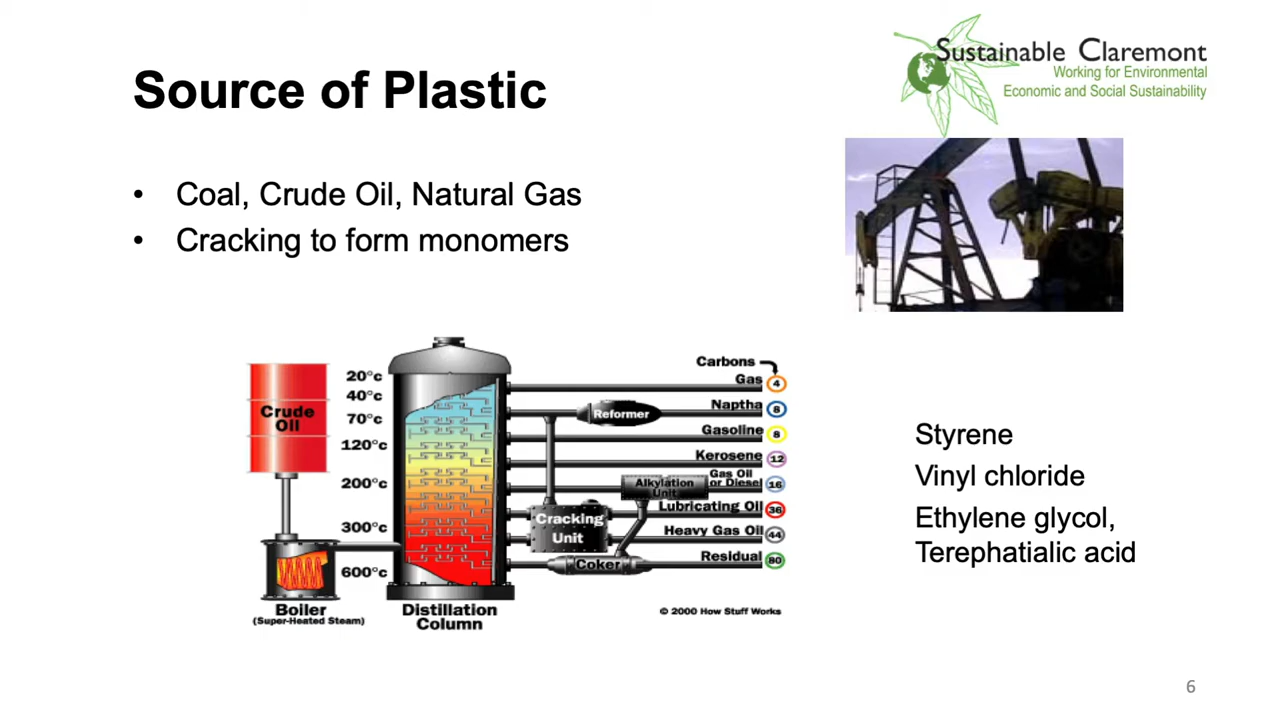 Sustainable Claremont
Working for Environmental
Economic and Social Sustainability
Source of Plastic
• Coal, Crude Oil, Natural Gas
• Cracking to form monomers
Crude
Oil
Boiler
(Super-Heated Steam)
20°c
40°c
70°c
120°c
200°c
300°c
600°c
Distillation
Column
Carbons
Gas 4
Reformer
Naptha 8
Gasoline 8
Kerosene 12
Alkylation
Unit
Gas Oil
or Diesel 16
Cracking
Unit
Lubricating Oil 36
Heavy Gas Oil 44
Coker
Residual 80
© 2000 How Stuff Works
Styrene
Vinyl chloride
Ethylene glycol,
Terephatialic acid
6